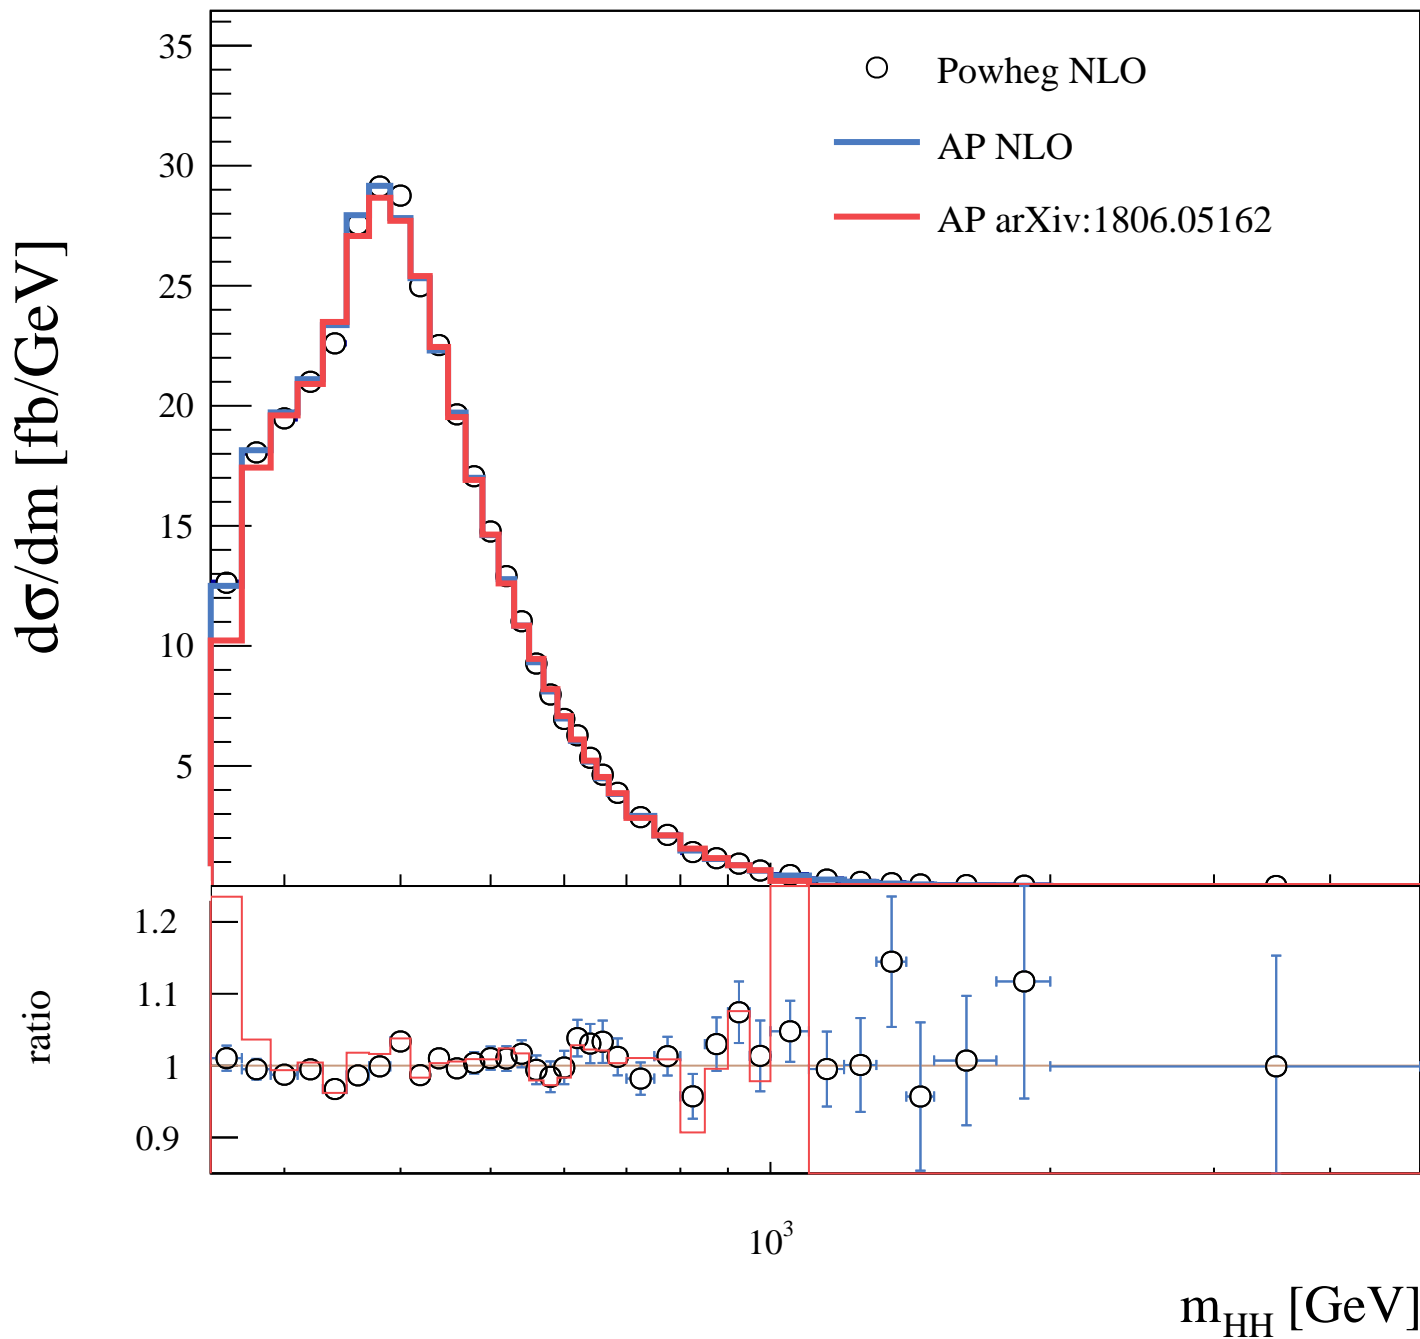 35
30
25
20
15
10
5
dσ/dm [fb/GeV]
Powheg NLO
AP NLO
AP arXiv:1806.05162
1.2
1.1
1
0.9
ratio
10³
m_HH [GeV]